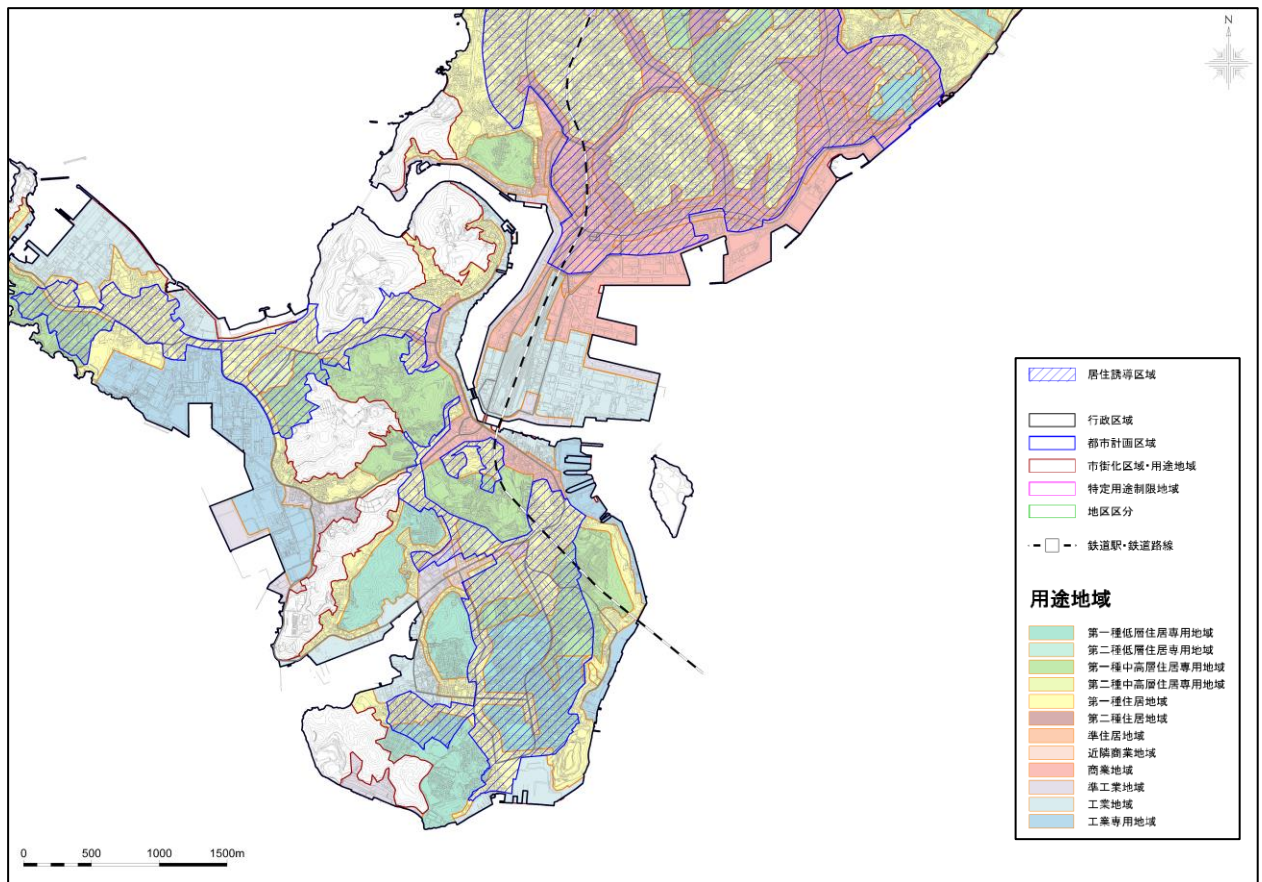 N
居住誘導区域
行政区域
都市計画区域
市街化区域・用途地域
特定用途制限地域
地区区分
鉄道駅・鉄道路線
用途地域
第一種低層住居専用地域
第二種低層住居専用地域
第一種中高層住居専用地域
第二種中高層住居専用地域
第一種住居地域
第二種住居地域
準住居地域
近隣商業地域
商業地域
準工業地域
工業地域
工業専用地域
0 500 1000 1500m